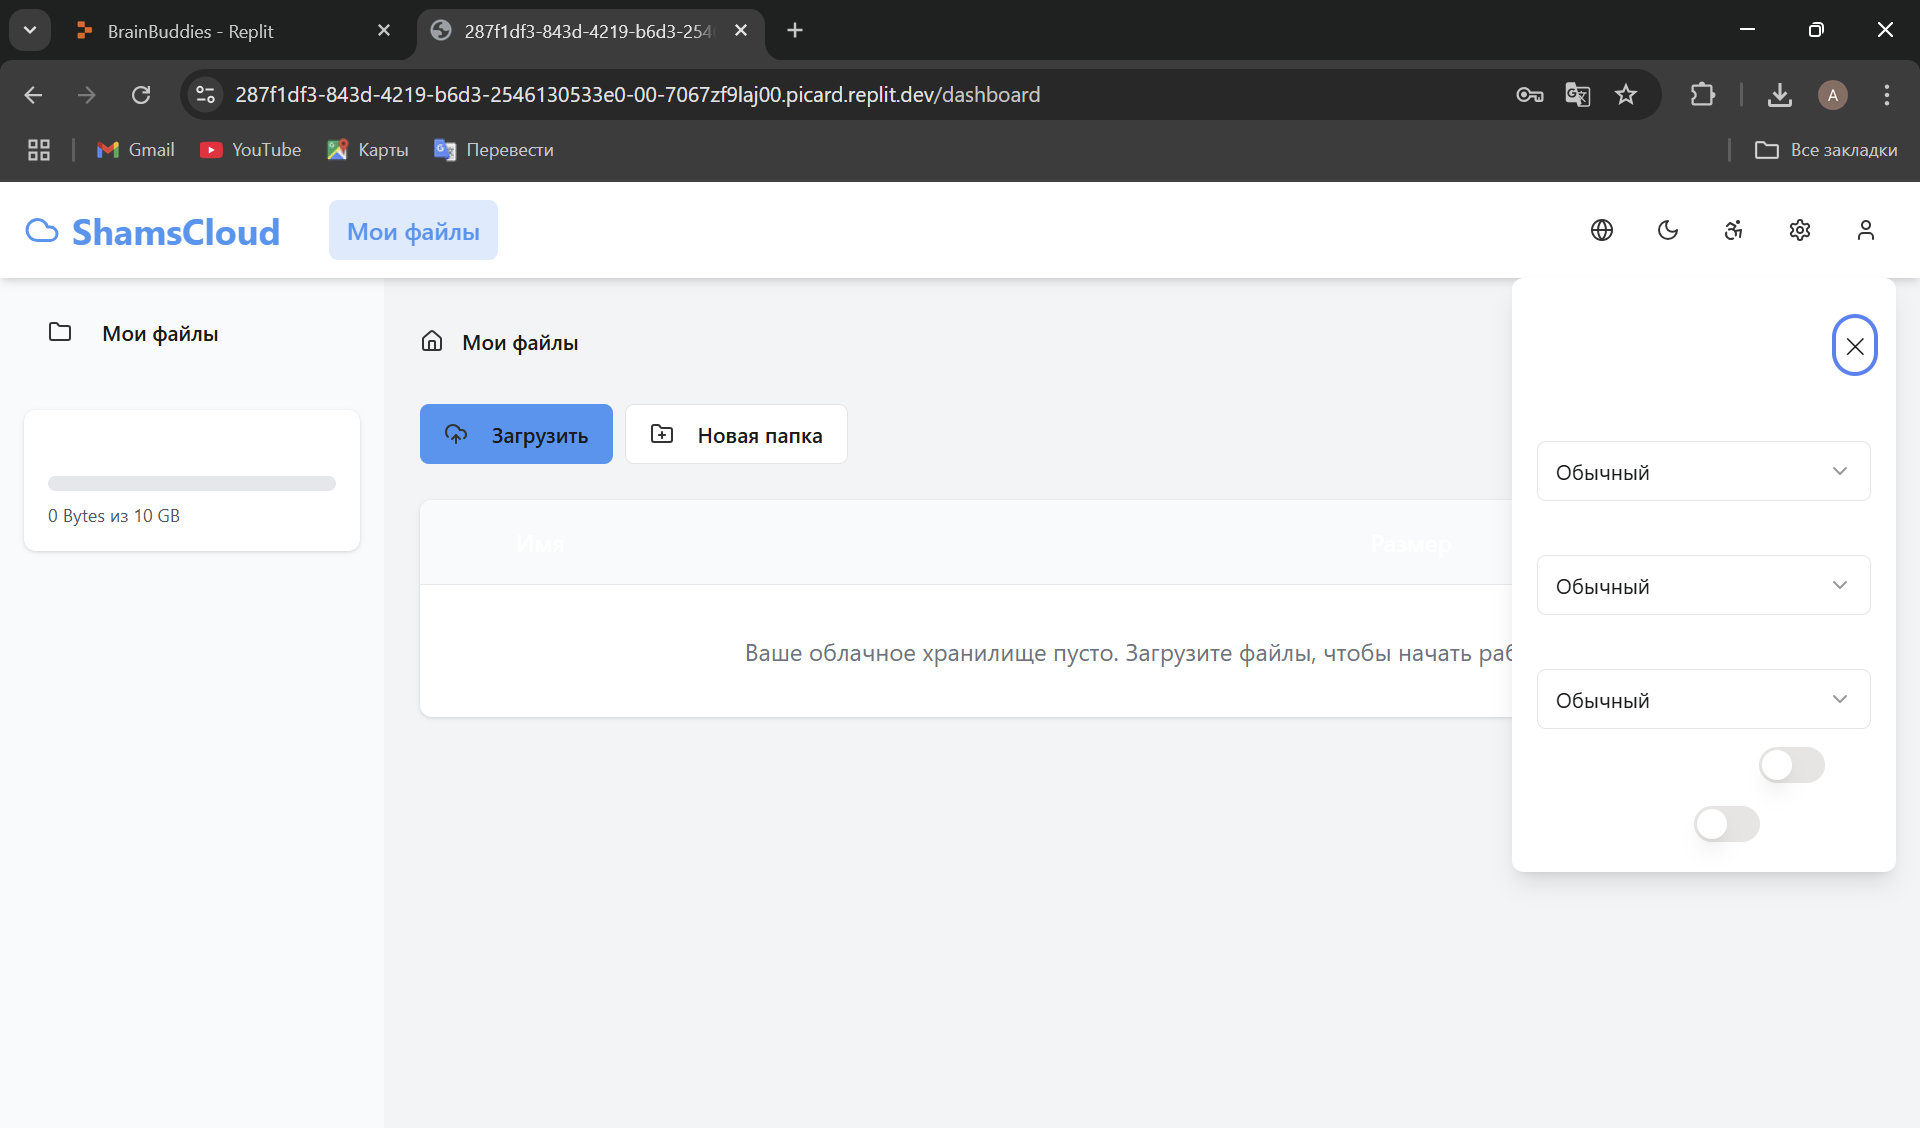 BrainBuddies - Replit
287f1df3-843d-4219-b6d3-254
287f1df3-843d-4219-b6d3-2546130533e0-00-7067zf9laj00.picard.replit.dev/dashboard
A
Gmail
YouTube
Карты
Перевести
Все закладки
ShamsCloud
Мои файлы
Мои файлы
Мои файлы
Загрузить
Новая папка
0 Bytes из 10 GB
Имя
Размер
Ваше облачное хранилище пусто. Загрузите файлы, чтобы начать раб
Обычный
Обычный
Обычный